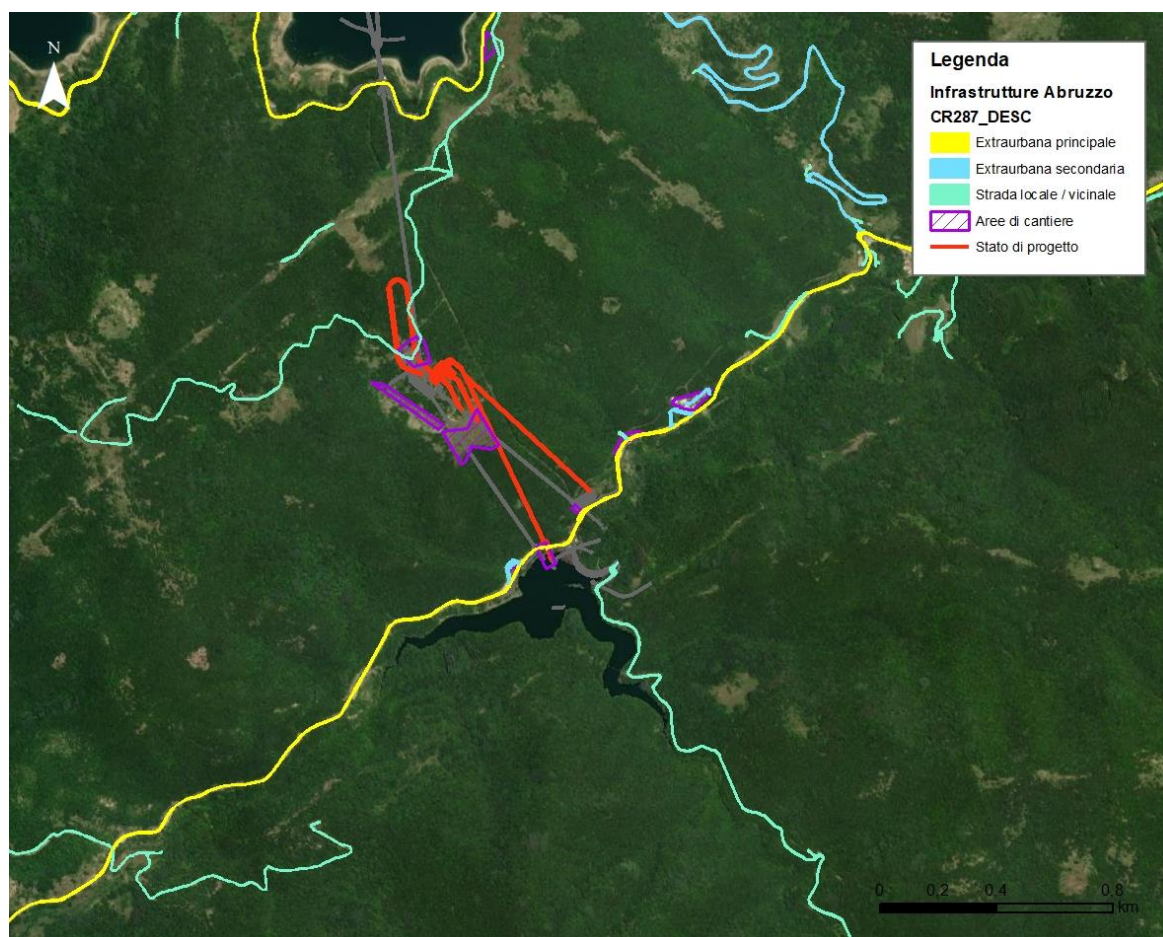 N
Legenda
Infrastrutture Abruzzo
CR287_DESC
Extraurbana principale
Extraurbana secondaria
Strada locale / vicinale
Aree di cantiere
Stato di progetto
0 0,2 0,4 0,8
km